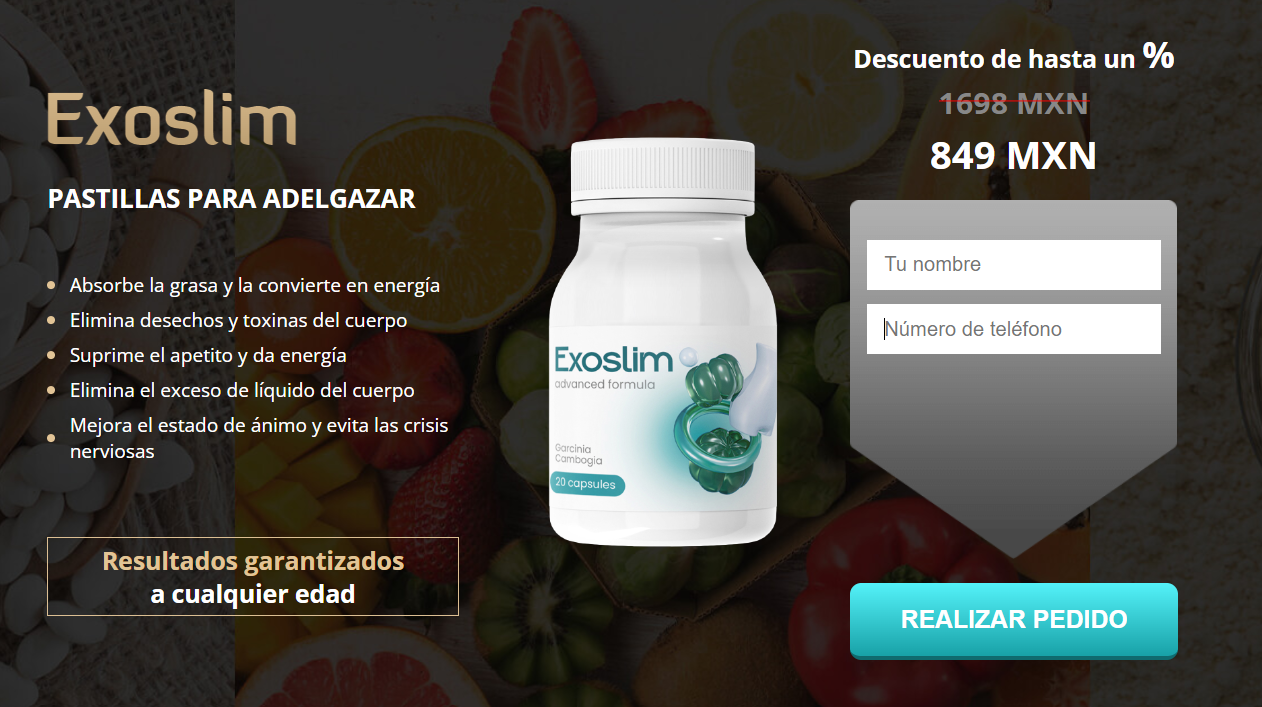 Exoslim
PASTILLAS PARA ADELGAZAR
Absorbe la grasa y la convierte en energía
Elimina desechos y toxinas del cuerpo
Suprime el apetito y da energía
Elimina el exceso de líquido del cuerpo
Mejora el estado de ánimo y evita las crisis
nerviosas
Resultados garantizados
a cualquier edad
Exoslim
advanced formula
Garcinia
Cambogia
20 capsules
Descuento de hasta un %
1698 MXN
849 MXN
Tu nombre
Número de teléfono
REALIZAR PEDIDO